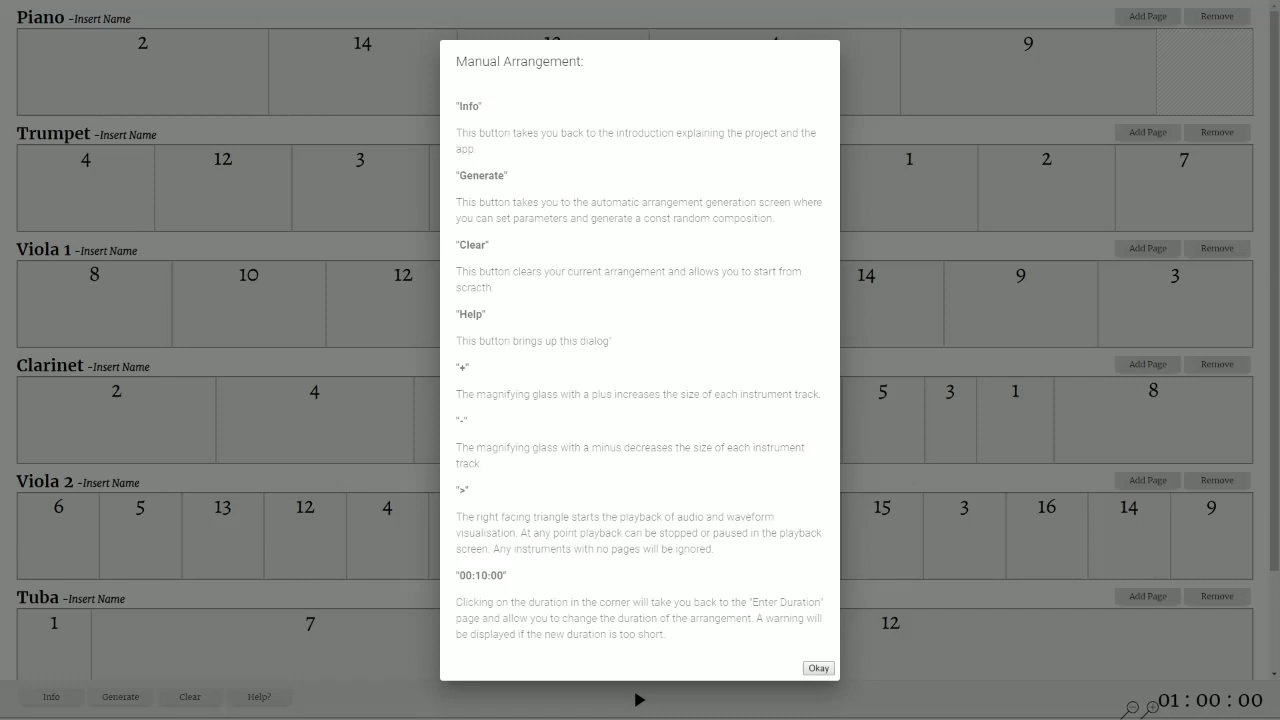 Piano -Insert Name
Add Page Remove
2 14 9
Trumpet -Insert Name
Add Page Remove
4 12 3 1 2 7
Viola 1 -Insert Name
Add Page Remove
8 10 12 14 9 3
Clarinet -Insert Name
Add Page Remove
2 4 5 3 1 8
Viola 2 -Insert Name
Add Page Remove
6 5 13 12 4 15 3 16 14 9
Tuba -Insert Name
Add Page Remove
1 7 12
Manual Arrangement:
"Info"
This button takes you back to the introduction explaining the project and the
app.
"Generate"
This button takes you to the automatic arrangement generation screen where
you can set parameters and generate a const random composition.
"Clear"
This button clears your current arrangement and allows you to start from
scracth.
"Help"
This button brings up this dialog"
"+"
The magnifying glass with a plus increases the size of each instrument track.
"-"
The magnifying glass with a minus decreases the size of each instrument
track
">"
The right facing triangle starts the playback of audio and waveform
visualisation. At any point playback can be stopped or paused in the playback
screen. Any instruments with no pages will be ignored.
"00:10:00"
Clicking on the duration in the corner will take you back to the "Enter Duration"
page and allow you to change the duration of the arrangement. A warning will
be displayed if the new duration is too short.
Okay
Info Generate Clear Help?
01 : 00 : 00